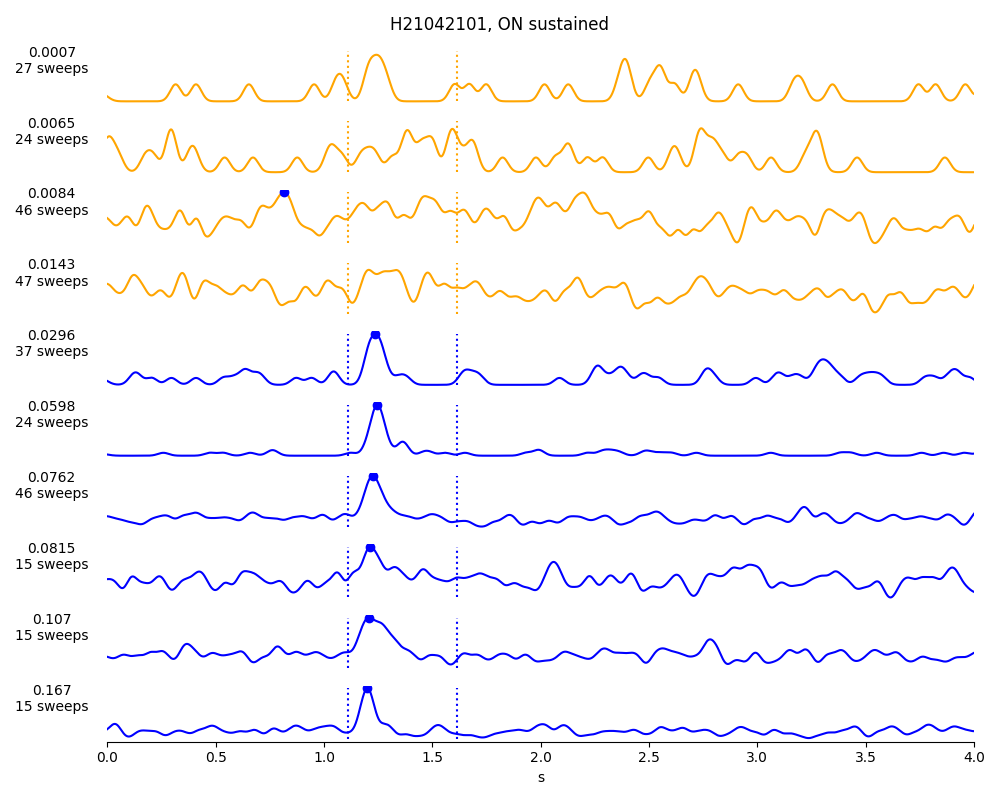 H21042101, ON sustained
0.0007
27 sweeps
0.0065
24 sweeps
0.0084
46 sweeps
0.0143
47 sweeps
0.0296
37 sweeps
0.0598
24 sweeps
0.0762
46 sweeps
0.0815
15 sweeps
0.107
15 sweeps
0.167
15 sweeps
0.0 0.5 1.0 1.5 2.0 2.5 3.0 3.5 4.0
s